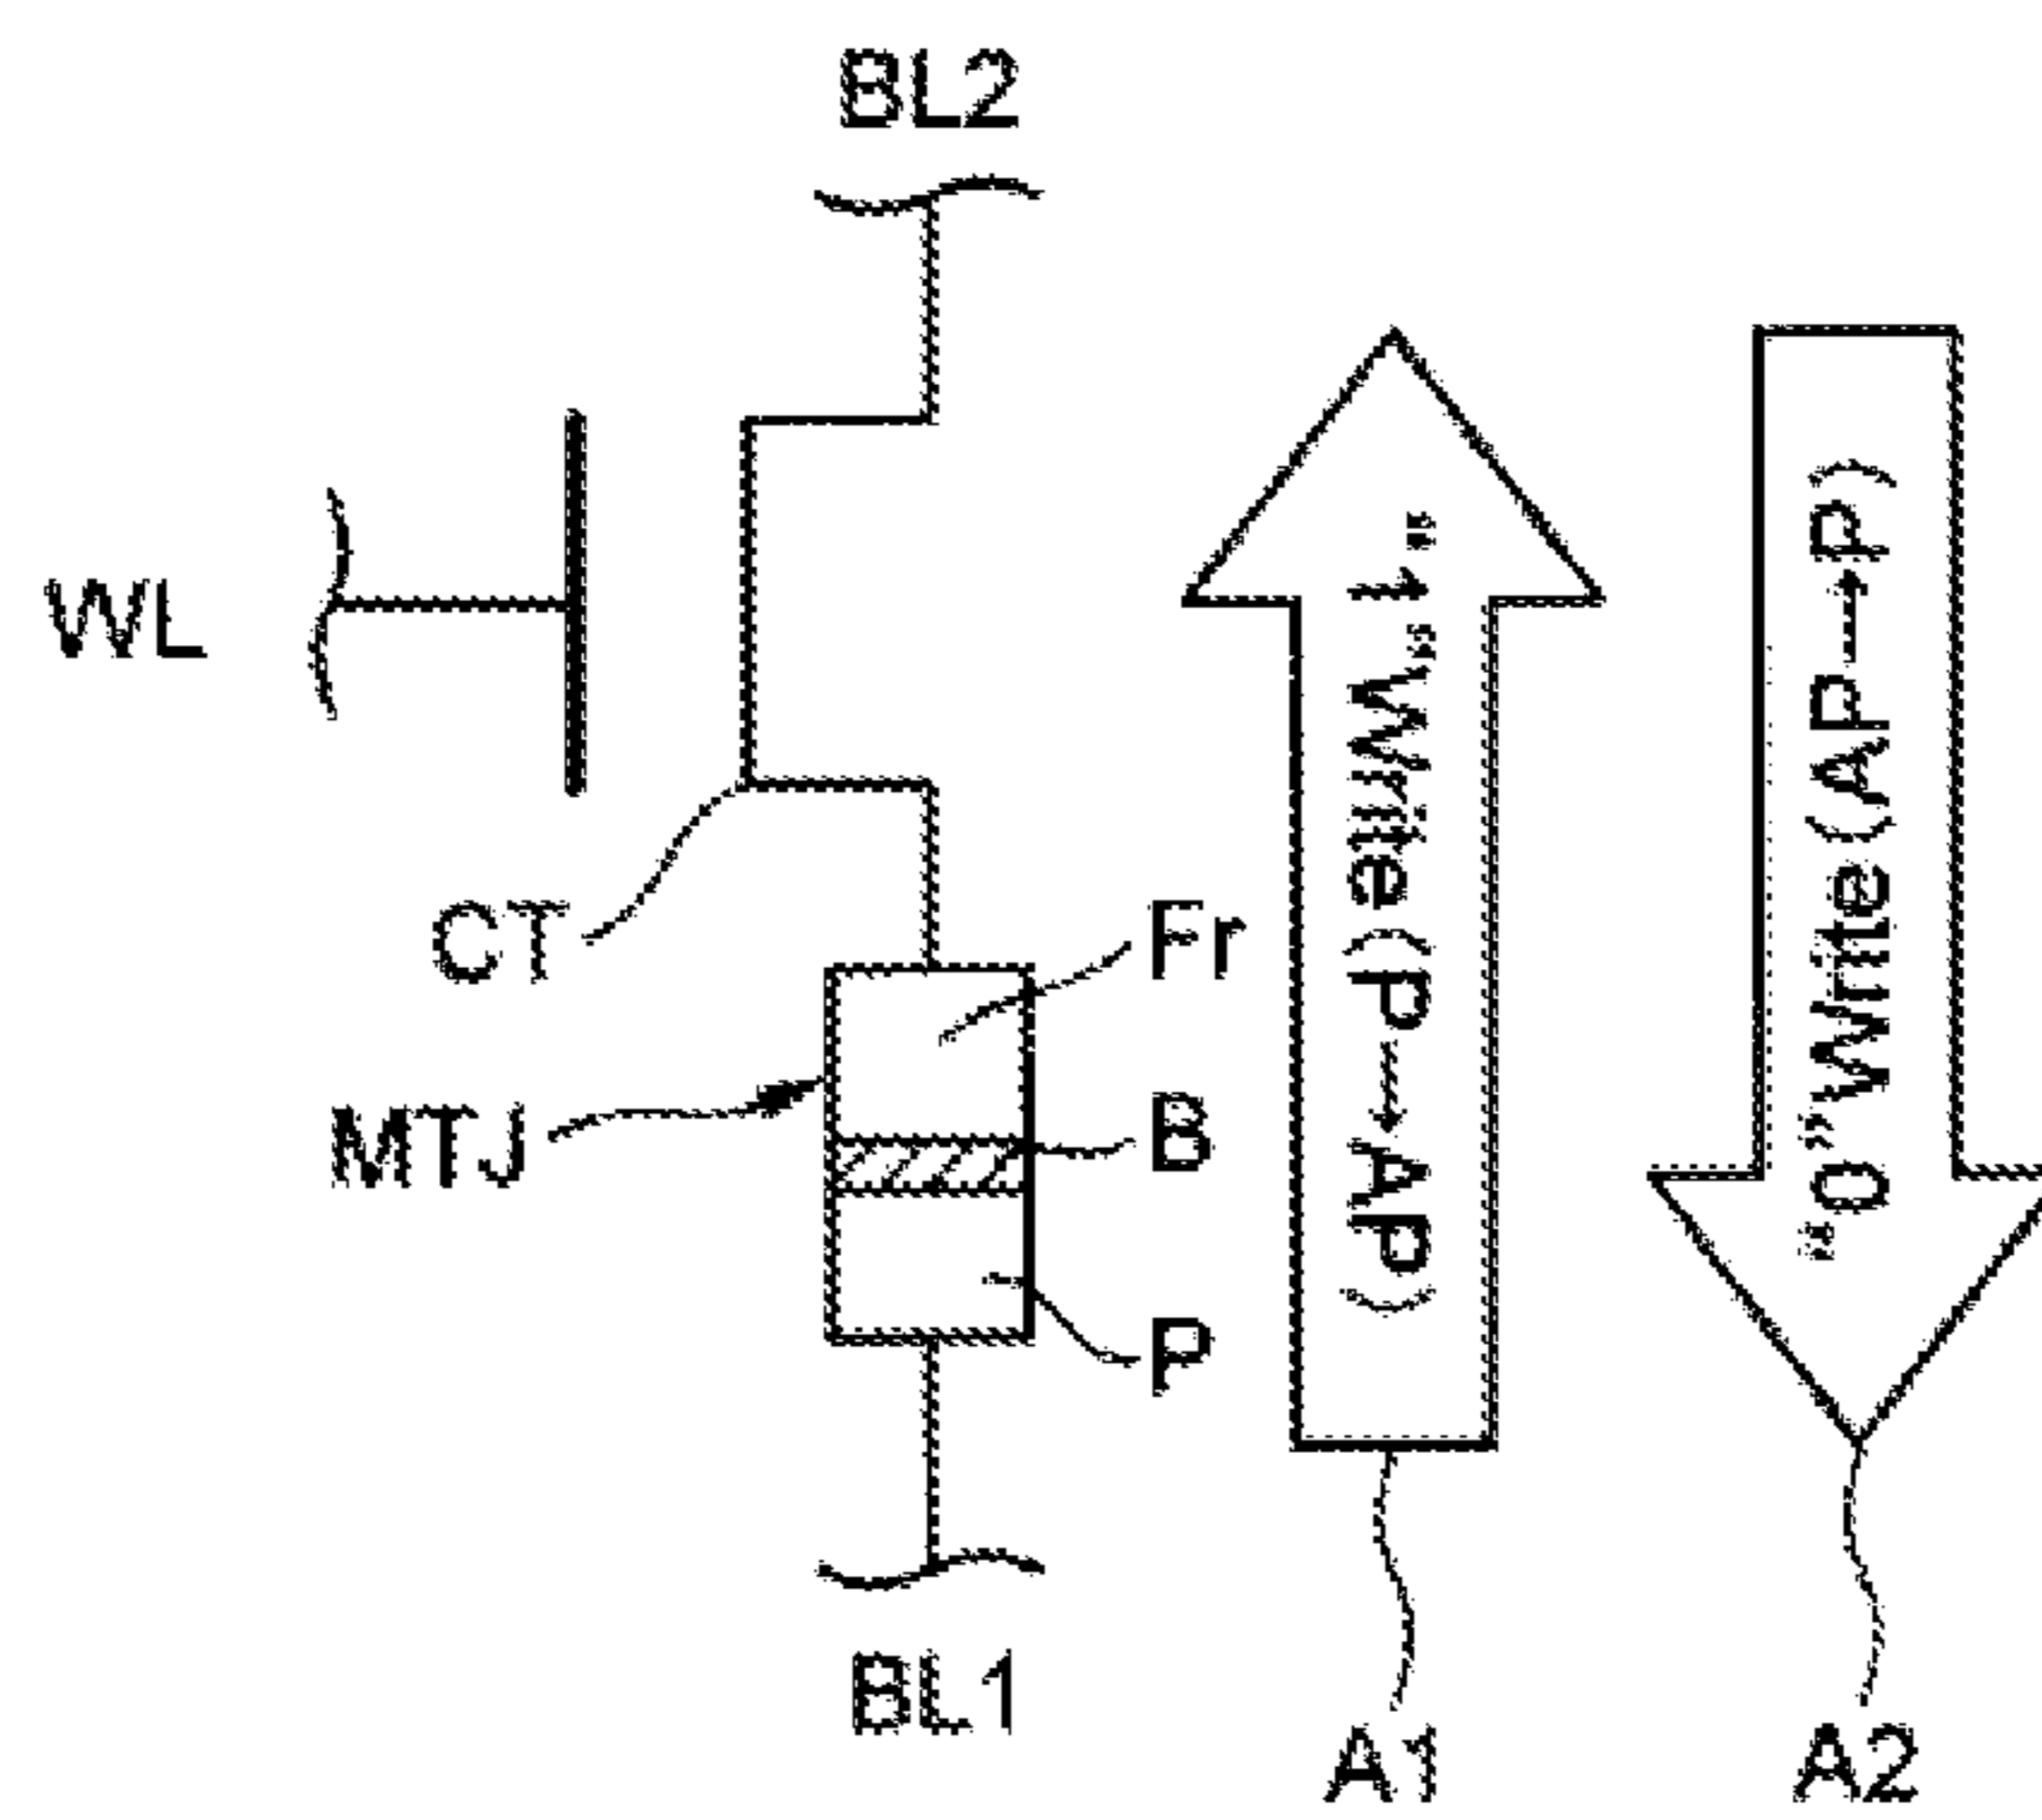 BL2
WL
CT
MTJ
Fr
B
P
BL1
"1"Write(P→AP)
"0"Write(AP→P)
A1
A2